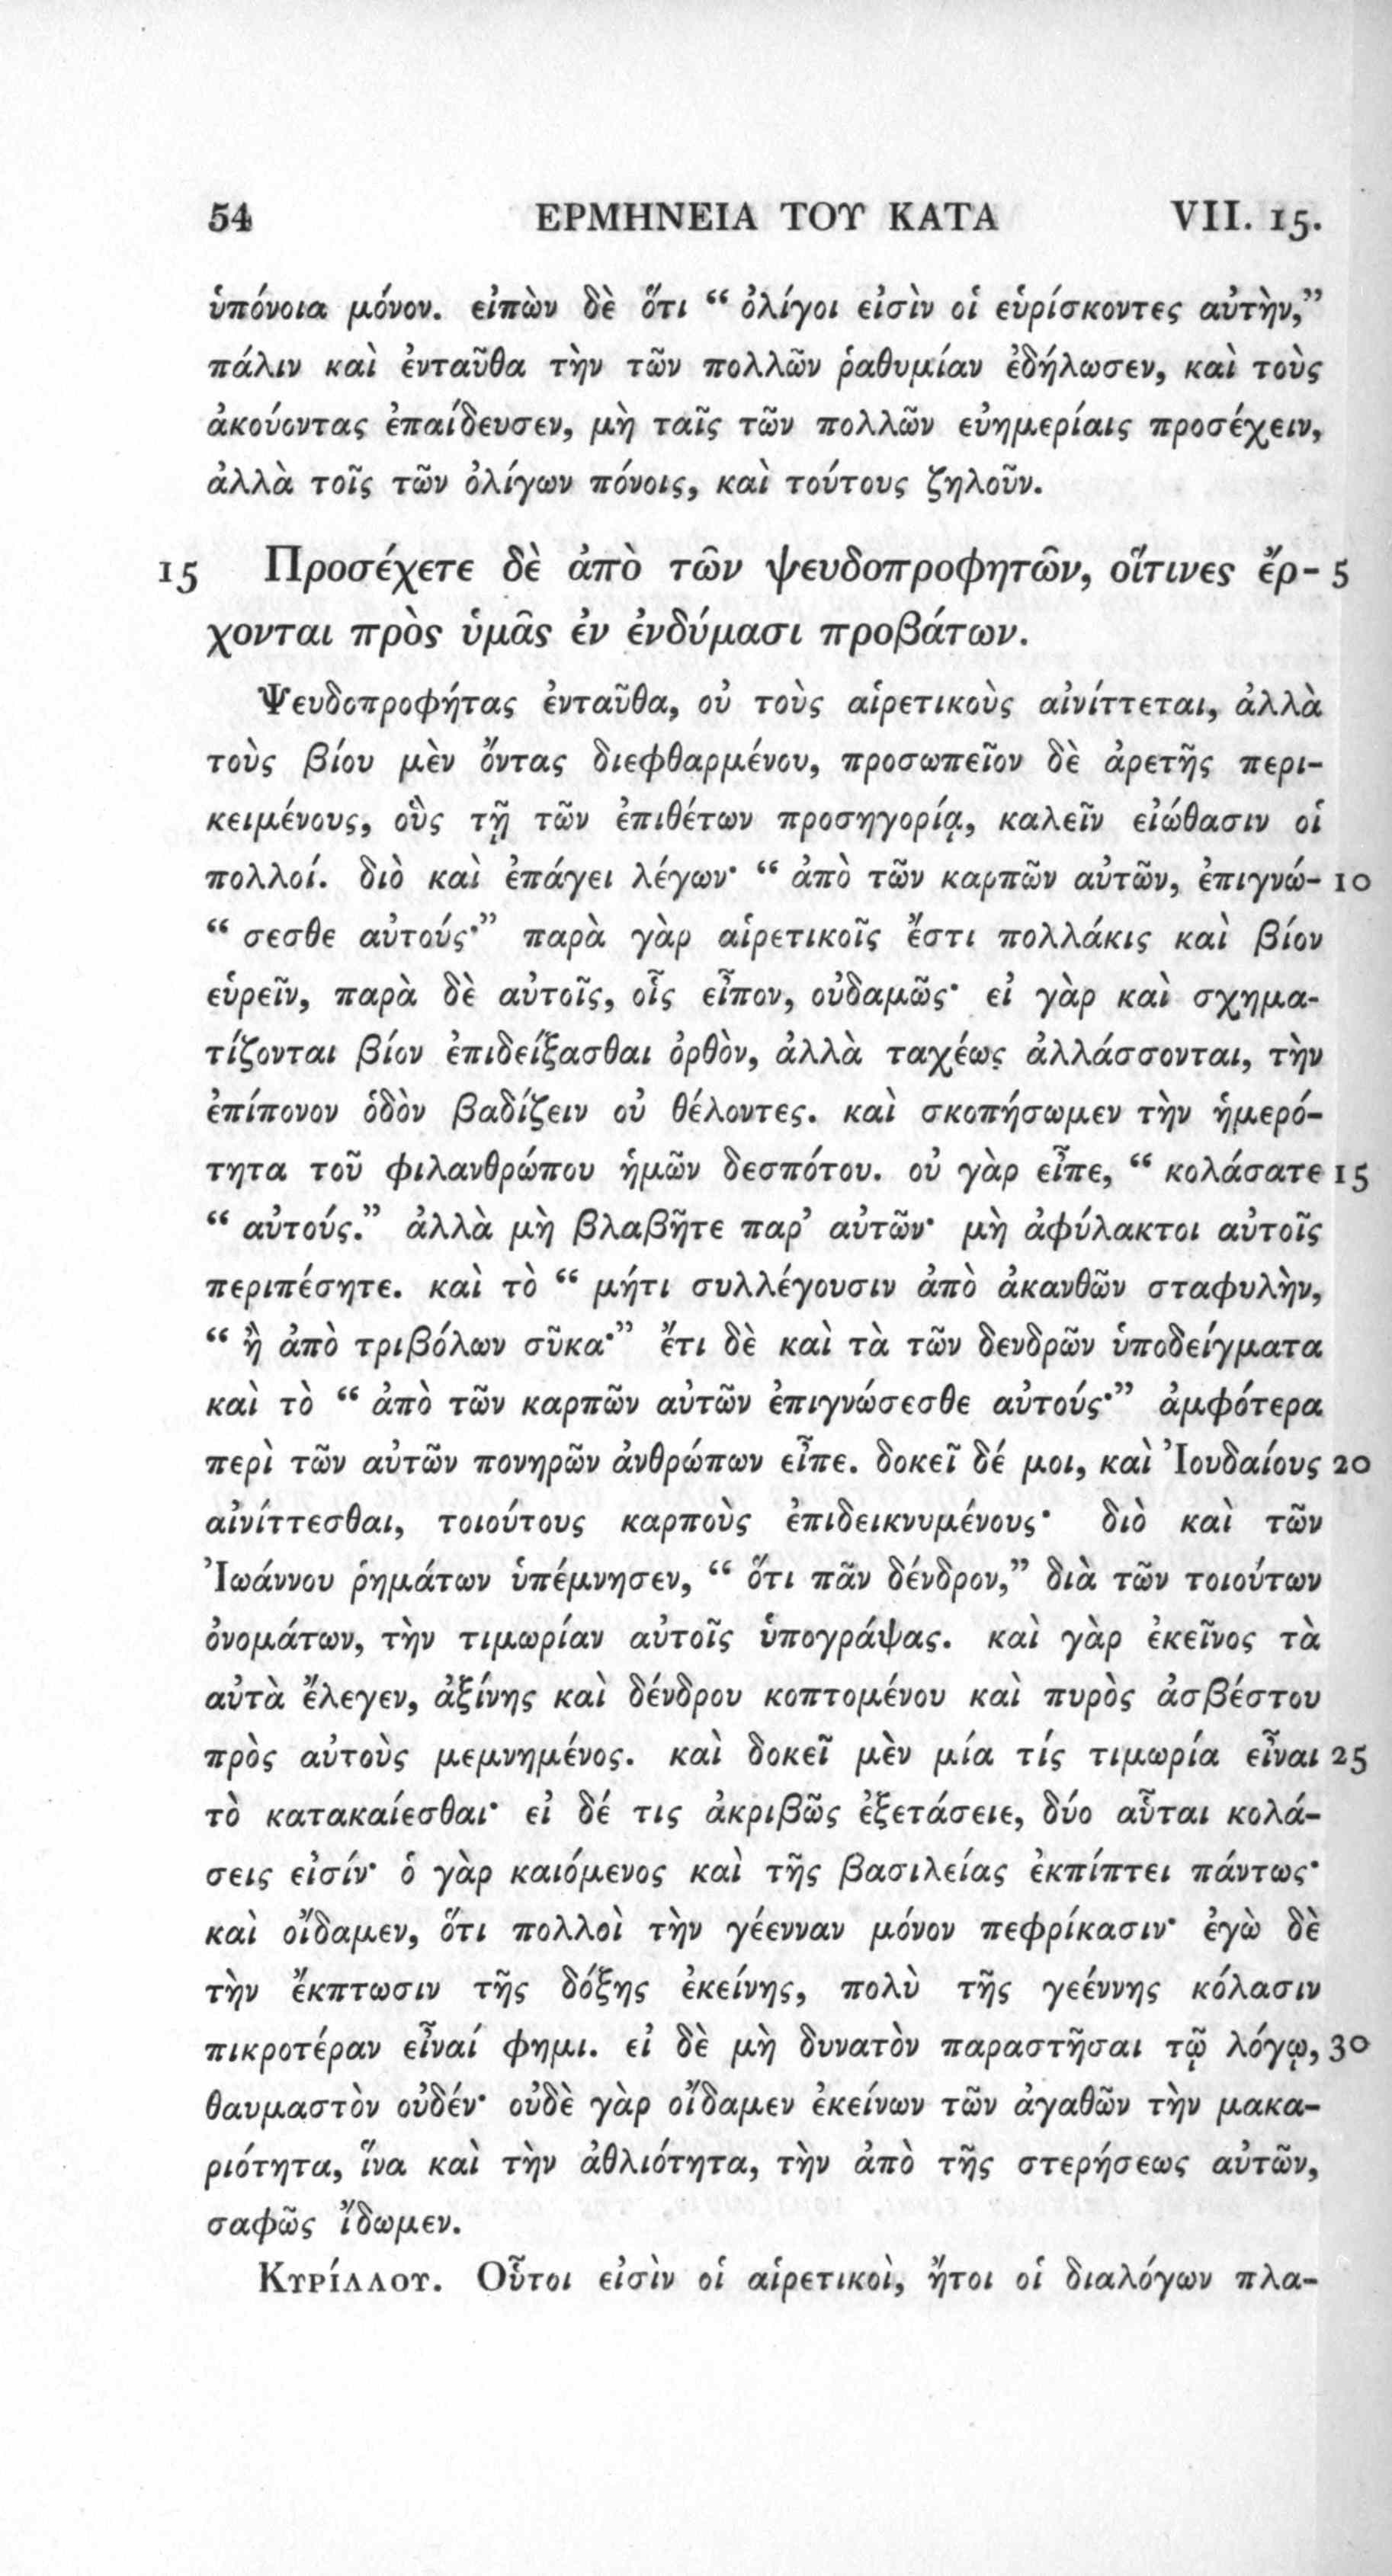 54 ΕΡΜΗΝΕΙΑ ΤΟΥ ΚΑΤΑ VII. 15.
ὑπόνοια μόνον. εἰπὼν δὲ ὅτι “ ὀλίγοι εἰσὶν οἱ εὑρίσκοντες αὐτὴν,”
πάλιν καὶ ἐνταῦθα τὴν τῶν πολλῶν ῥαθυμίαν ἐδήλωσεν, καὶ τοὺς
ἀκούοντας ἐπαίδευσεν, μὴ ταῖς τῶν πολλῶν εὐημερίαις προσέχειν,
ἀλλὰ τοῖς τῶν ὀλίγων πόνοις, καὶ τούτους ζηλοῦν.
15 Προσέχετε δὲ ἀπὸ τῶν ψευδοπροφητῶν, οἵτινες ἔρ- 5
χονται πρὸς ὑμᾶς ἐν ἐνδύμασι προβάτων.
Ψευδοπροφήτας ἐνταῦθα, οὐ τοὺς αἱρετικοὺς αἰνίττεται, ἀλλὰ
τοὺς βίου μὲν ὄντας διεφθαρμένου, προσωπεῖον δὲ ἀρετῆς περι-
κειμένους, οὓς τῇ τῶν ἐπιθέτων προσηγορίᾳ, καλεῖν εἰώθασιν οἱ
πολλοί. διὸ καὶ ἐπάγει λέγων· “ ἀπὸ τῶν καρπῶν αὐτῶν, ἐπιγνώ- 10
“ σεσθε αὐτούς·” παρὰ γὰρ αἱρετικοῖς ἔστι πολλάκις καὶ βίον
εὑρεῖν, παρὰ δὲ αὐτοῖς, οἷς εἶπον, οὐδαμῶς· εἰ γὰρ καὶ σχημα-
τίζονται βίον ἐπιδείξασθαι ὀρθὸν, ἀλλὰ ταχέως ἀλλάσσονται, τὴν
ἐπίπονον ὁδὸν βαδίζειν οὐ θέλοντες. καὶ σκοπήσωμεν τὴν ἡμερό-
τητα τοῦ φιλανθρώπου ἡμῶν δεσπότου. οὐ γὰρ εἶπε, “ κολάσατε 15
“ αὐτούς.” ἀλλὰ μὴ βλαβῆτε παρ’ αὐτῶν· μὴ ἀφύλακτοι αὐτοῖς
περιπέσητε. καὶ τὸ “ μήτι συλλέγουσιν ἀπὸ ἀκανθῶν σταφυλὴν,
“ ἢ ἀπὸ τριβόλων σῦκα·” ἔτι δὲ καὶ τὰ τῶν δενδρῶν ὑποδείγματα
καὶ τὸ “ ἀπὸ τῶν καρπῶν αὐτῶν ἐπιγνώσεσθε αὐτούς·” ἀμφότερα
περὶ τῶν αὐτῶν πονηρῶν ἀνθρώπων εἶπε. δοκεῖ δέ μοι, καὶ Ἰουδαίους 20
αἰνίττεσθαι, τοιούτους καρποὺς ἐπιδεικνυμένους· διὸ καὶ τῶν
Ἰωάννου ῥημάτων ὑπέμνησεν, “ ὅτι πᾶν δένδρον,” διὰ τῶν τοιούτων
ὀνομάτων, τὴν τιμωρίαν αὐτοῖς ὑπογράψας. καὶ γὰρ ἐκεῖνος τὰ
αὐτὰ ἔλεγεν, ἀξίνης καὶ δένδρου κοπτομένου καὶ πυρὸς ἀσβέστου
πρὸς αὐτοὺς μεμνημένος. καὶ δοκεῖ μὲν μία τίς τιμωρία εἶναι 25
τὸ κατακαίεσθαι· εἰ δέ τις ἀκριβῶς ἐξετάσειε, δύο αὗται κολά-
σεις εἰσίν· ὁ γὰρ καιόμενος καὶ τῆς βασιλείας ἐκπίπτει πάντως·
καὶ οἴδαμεν, ὅτι πολλοὶ τὴν γέενναν μόνον πεφρίκασιν· ἐγὼ δὲ
τὴν ἔκπτωσιν τῆς δόξης ἐκείνης, πολὺ τῆς γεέννης κόλασιν
πικροτέραν εἶναί φημι. εἰ δὲ μὴ δυνατὸν παραστῆσαι τῷ λόγῳ, 30
θαυμαστὸν οὐδέν· οὐδὲ γὰρ οἴδαμεν ἐκείνων τῶν ἀγαθῶν τὴν μακα-
ριότητα, ἵνα καὶ τὴν ἀθλιότητα, τὴν ἀπὸ τῆς στερήσεως αὐτῶν,
σαφῶς ἴδωμεν.
Κυρίλλου. Οὗτοι εἰσὶν οἱ αἱρετικοὶ, ἤτοι οἱ διαλόγων πλα-